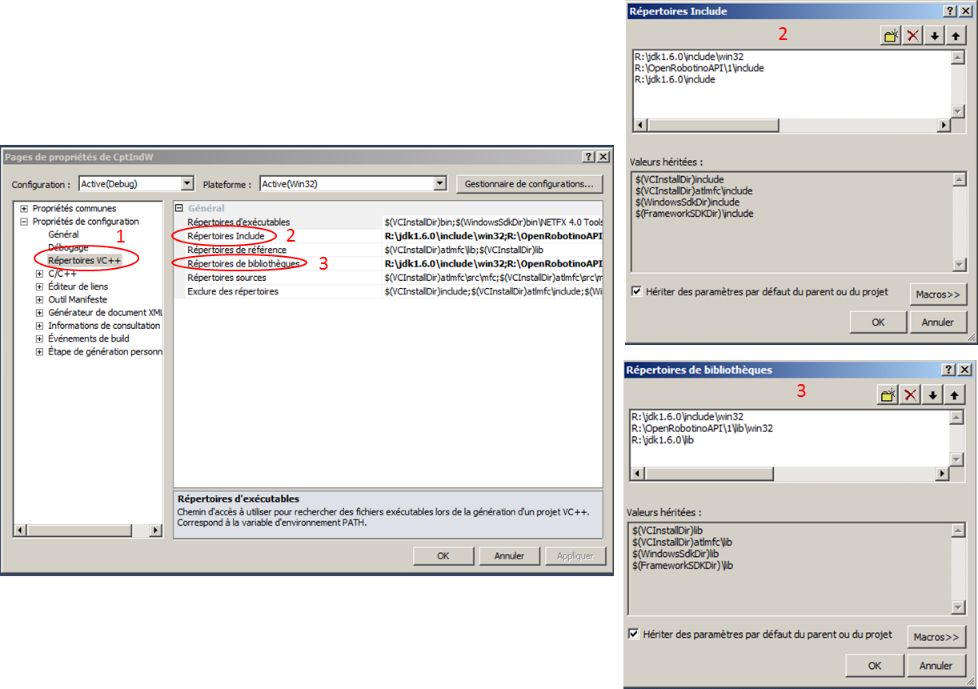 Pages de propriétés de CptIndW
Configuration :
Active(Debug)
Plateforme :
Active(Win32)
Gestionnaire de configurations...
Propriétés communes
Propriétés de configuration
Général
1
Débogage
Répertoires VC++
C/C++
Éditeur de liens
Outil Manifeste
Générateur de document XML
Informations de consultation
Événements de build
Étape de génération personn
Général
Répertoires d'exécutables $(VCInstallDir)bin;$(WindowsSdkDir)bin\NETFX 4.0 Tools
Répertoires Include 2 R:\jdk1.6.0\include\win32;R:\OpenRobotinoAPI
Répertoires de référence $(VCInstallDir)atlmfc\lib;$(VCInstallDir)lib
Répertoires de bibliothèques 3 R:\jdk1.6.0\include\win32;R:\OpenRobotinoAPI
Répertoires sources $(VCInstallDir)atlmfc\src\mfc;$(VCInstallDir)atlmfc\src\m
Exclure des répertoires $(VCInstallDir)include;$(VCInstallDir)atlmfc\include;$(Wi
Répertoires d'exécutables
Chemin d'accès à utiliser pour rechercher des fichiers exécutables lors de la génération d'un projet VC++.
Correspond à la variable d'environnement PATH.
OK
Annuler
Appliquer
Répertoires Include
2
R:\jdk1.6.0\include\win32
R:\OpenRobotinoAPI\1\include
R:\jdk1.6.0\include
Valeurs héritées :
$(VCInstallDir)include
$(VCInstallDir)atlmfc\include
$(WindowsSdkDir)include
$(FrameworkSDKDir)\include
Hériter des paramètres par défaut du parent ou du projet
Macros>>
OK
Annuler
Répertoires de bibliothèques
3
R:\jdk1.6.0\include\win32
R:\OpenRobotinoAPI\1\lib\win32
R:\jdk1.6.0\lib
Valeurs héritées :
$(VCInstallDir)lib
$(VCInstallDir)atlmfc\lib
$(WindowsSdkDir)lib
$(FrameworkSDKDir)\lib
Hériter des paramètres par défaut du parent ou du projet
Macros>>
OK
Annuler